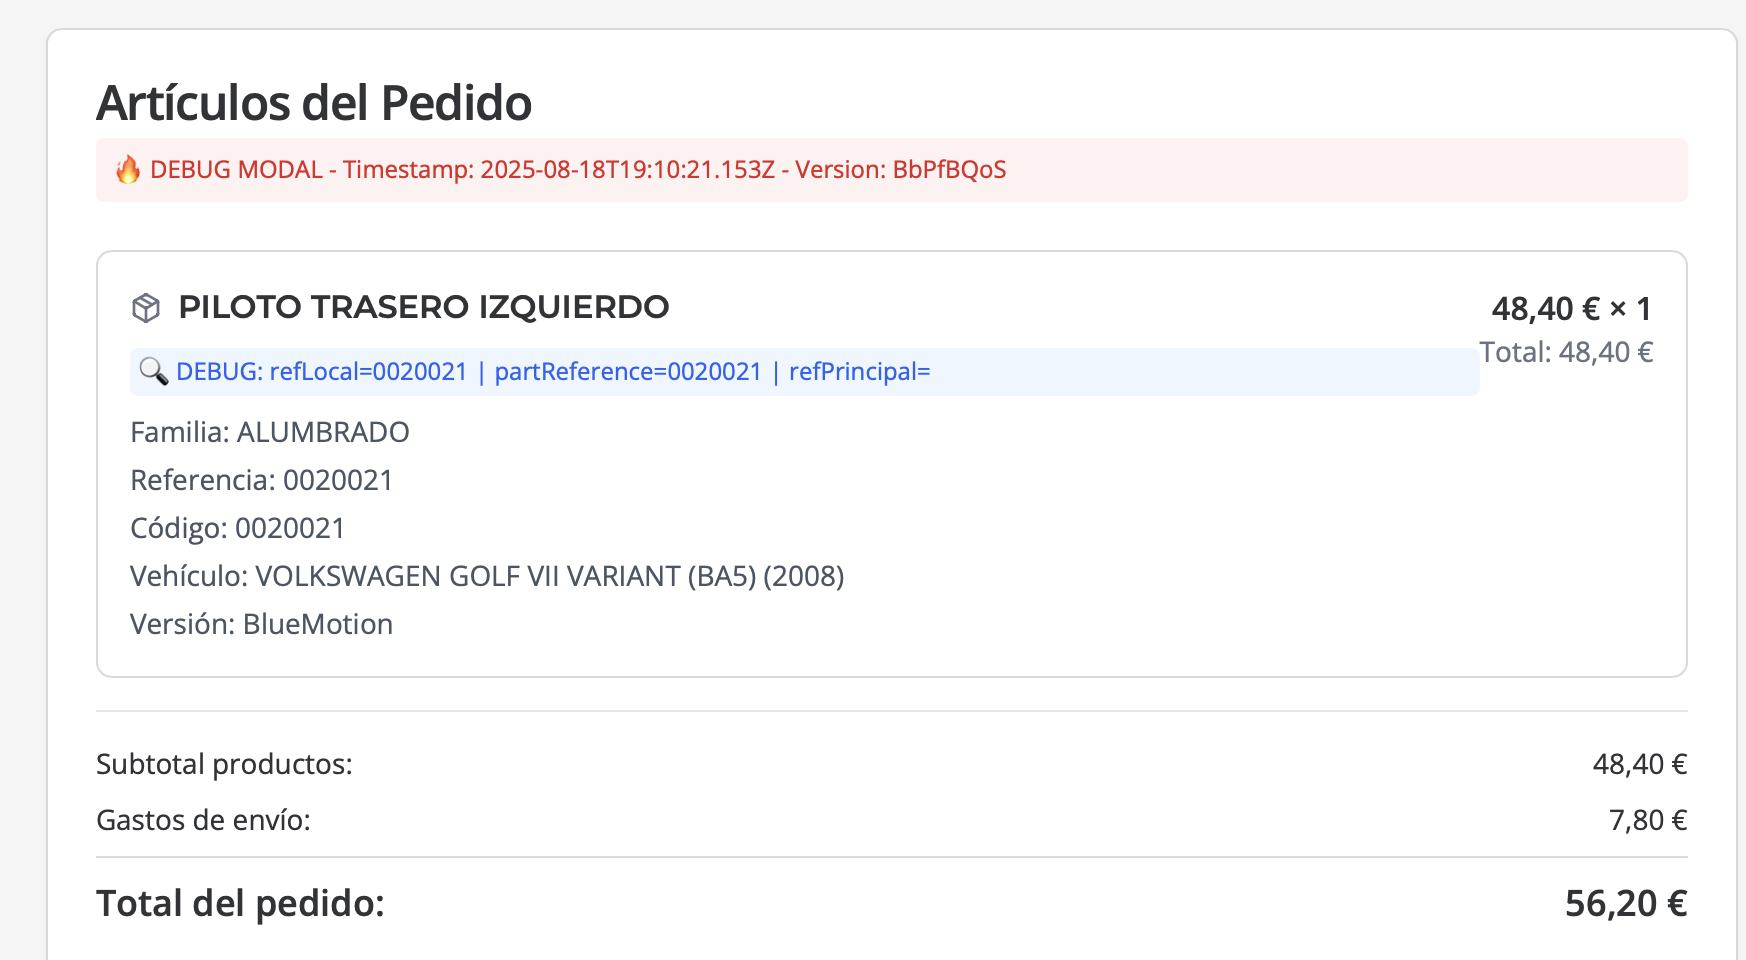 Artículos del Pedido
🔥 DEBUG MODAL - Timestamp: 2025-08-18T19:10:21.153Z - Version: BbPfBQoS
PILOTO TRASERO IZQUIERDO
48,40 € × 1
Total: 48,40 €
🔍 DEBUG: refLocal=0020021 | partReference=0020021 | refPrincipal=
Familia: ALUMBRADO
Referencia: 0020021
Código: 0020021
Vehículo: VOLKSWAGEN GOLF VII VARIANT (BA5) (2008)
Versión: BlueMotion
Subtotal productos: 48,40 €
Gastos de envío: 7,80 €
Total del pedido: 56,20 €